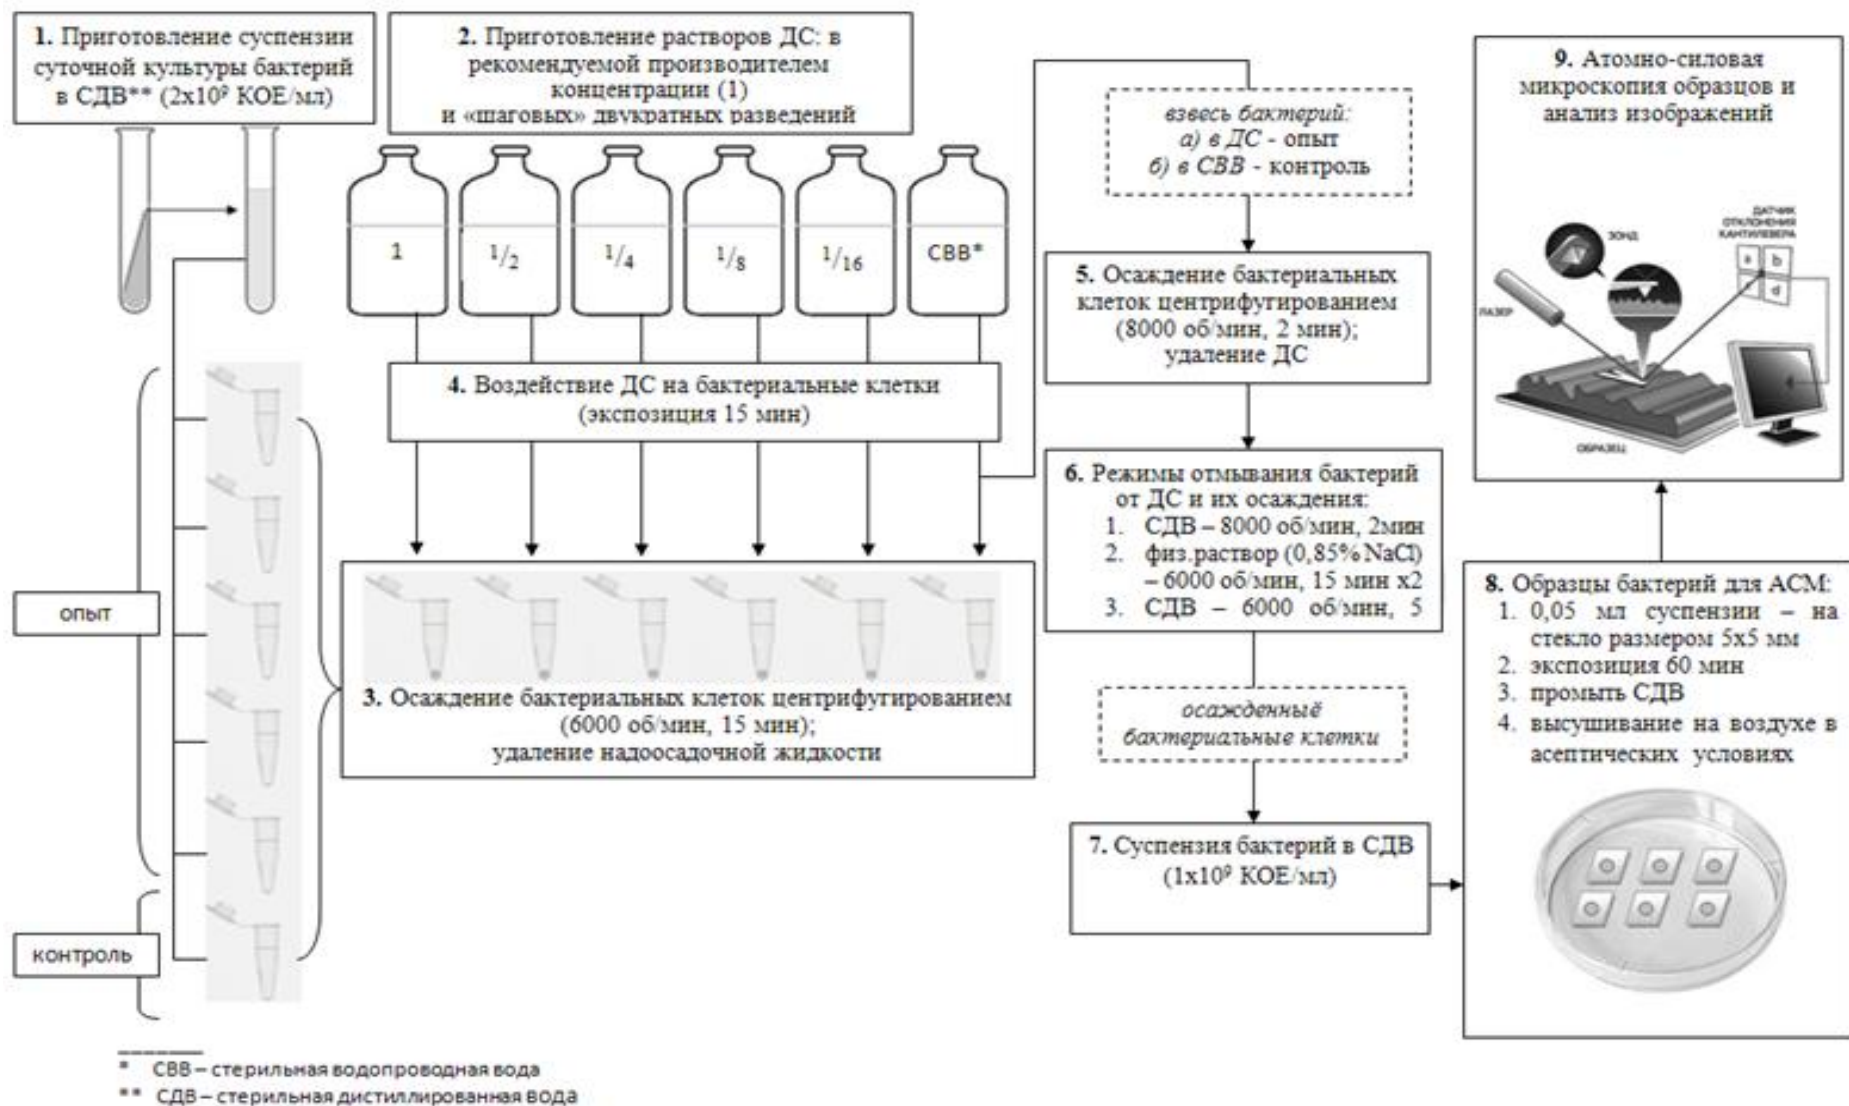 1. Приготовление суспензии
суточной культуры бактерий
в СДВ** (2x10⁹ КОЕ/мл)
2. Приготовление растворов ДС: в
рекомендуемой производителем
концентрации (1)
и «шаговых» двукратных разведений
1
1/2
1/4
1/8
1/16
СВВ*
4. Воздействие ДС на бактериальные клетки
(экспозиция 15 мин)
опыт
контроль
3. Осаждение бактериальных клеток центрифугированием
(6000 об/мин, 15 мин);
удаление надоосадочной жидкости
взвесь бактерий:
а) в ДС - опыт
б) в СВВ - контроль
5. Осаждение бактериальных
клеток центрифугированием
(8000 об/мин, 2 мин);
удаление ДС
6. Режимы отмывания бактерий
от ДС и их осаждения:
1. СДВ – 8000 об/мин, 2мин
2. физ.раствор (0,85% NaCl)
– 6000 об/мин, 15 мин x2
3. СДВ – 6000 об/мин, 5
осажденные
бактериальные клетки
7. Суспензия бактерий в СДВ
(1x10⁹ КОЕ/мл)
8. Образцы бактерий для АСМ:
1. 0,05 мл суспензии – на
стекло размером 5x5 мм
2. экспозиция 60 мин
3. промыть СДВ
4. высушивание на воздухе в
асептических условиях
9. Атомно-силовая
микроскопия образцов и
анализ изображений
ДАТЧИК
ОТКЛОНЕНИЯ
КАНТИЛЕВЕРА
ЗОНД
a b
d
ЛАЗЕР
ОБРАЗЕЦ
* СВВ – стерильная водопроводная вода
** СДВ – стерильная дистиллированная вода